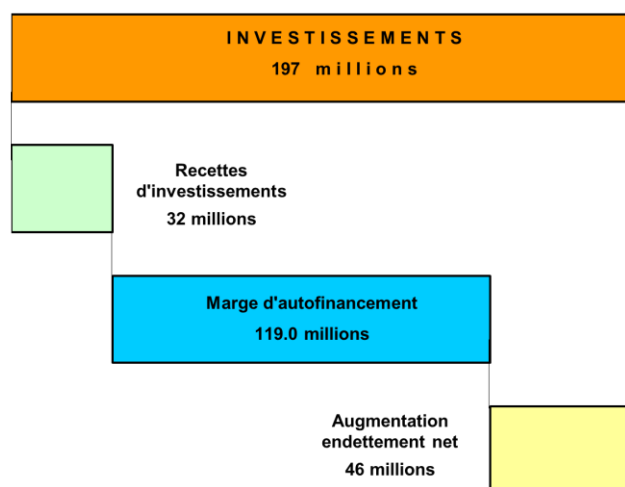 INVESTISSEMENTS
197 millions
Recettes
d'investissements
32 millions
Marge d'autofinancement
119.0 millions
Augmentation
endettement net
46 millions